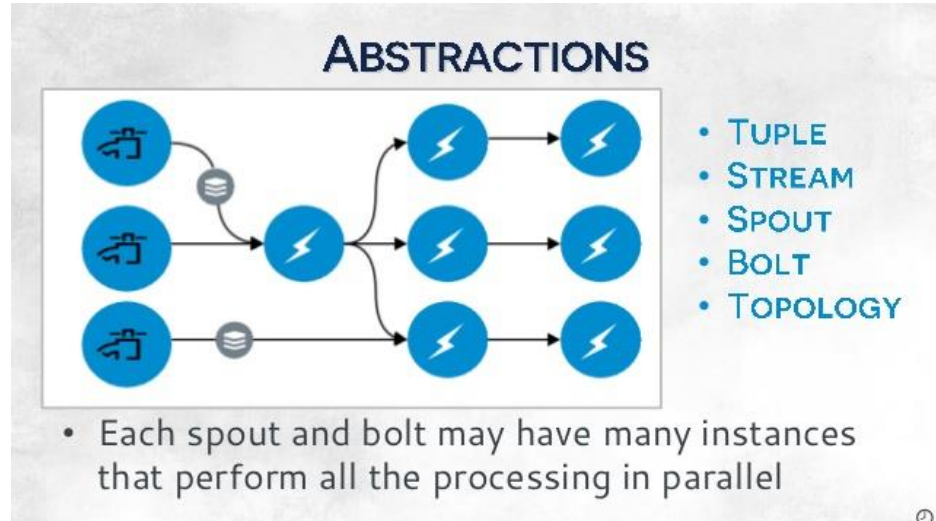 ABSTRACTIONS
• TUPLE
• STREAM
• SPOUT
• BOLT
• TOPOLOGY
• Each spout and bolt may have many instances
that perform all the processing in parallel